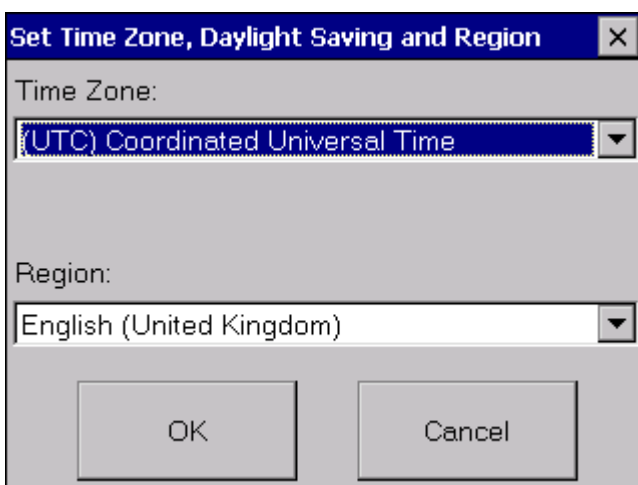 Set Time Zone, Daylight Saving and Region
Time Zone:
(UTC) Coordinated Universal Time
Region:
English (United Kingdom)
OK Cancel